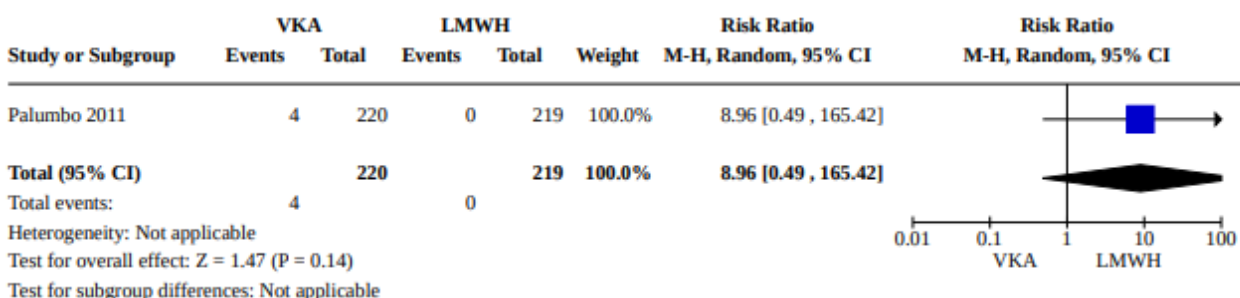 VKA LMWH Risk Ratio Risk Ratio
Study or Subgroup Events Total Events Total Weight M-H, Random, 95% CI M-H, Random, 95% CI
Palumbo 2011 4 220 0 219 100.0% 8.96 [0.49 , 165.42]
Total (95% CI) 220 219 100.0% 8.96 [0.49 , 165.42]
Total events: 4 0
Heterogeneity: Not applicable
0.01 0.1 1 10 100
Test for overall effect: Z = 1.47 (P = 0.14)
VKA LMWH
Test for subgroup differences: Not applicable